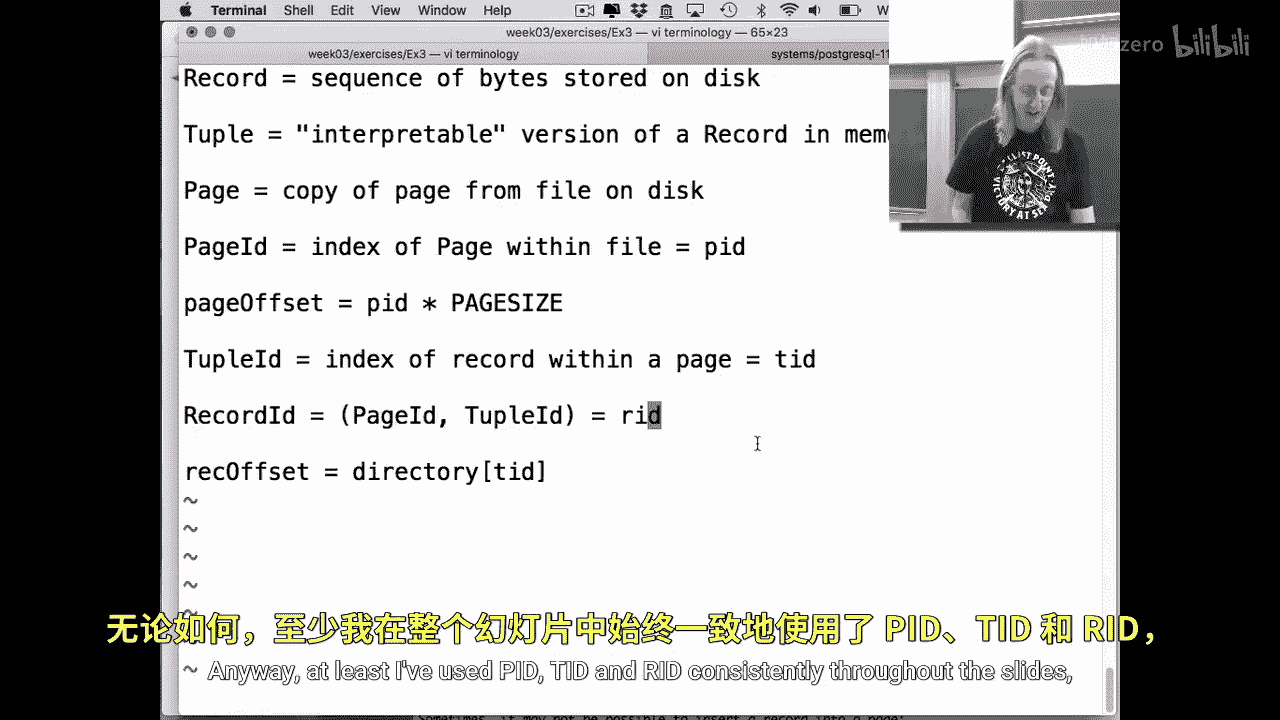 Terminal Shell Edit View Window Help
week03/exercises/Ex3 — vi terminology — 65×23
week03/exercises/Ex3 — vi terminology
systems/postgresql-11
zero bilibili
Record = sequence of bytes stored on disk
Tuple = "interpretable" version of a Record in mem
Page = copy of page from file on disk
PageId = index of Page within file = pid
pageOffset = pid * PAGESIZE
TupleId = index of record within a page = tid
RecordId = (PageId, TupleId) = rid
recOffset = directory[tid]
~
~
~
~
~
无论如何，至少我在整个幻灯片中始终一致地使用了 PID、TID 和 RID，
~ Anyway, at least I've used PID, TID and RID consistently throughout the slides,